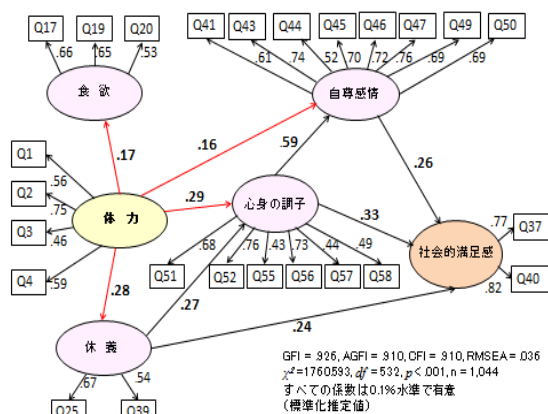 Q17 Q19 Q20 Q41 Q43 Q44 Q45 Q46 Q47 Q49 Q50
.66 .65 .53 .61 .74 .52 .70 .72 .76 .69 .69
食欲
自尊感情
.17 .16 .59 .26
Q1
.56
Q2
.75
Q3
.46
Q4
.59
体力
.29
心身の調子
.33
.68 .76 .43 .73 .44 .49
Q51 Q52 Q55 Q56 Q57 Q58
社会的満足感
.77 Q37
.82 Q40
.28 .27 .24
休養
.67 .54
Q25 Q39
GFI = .926, AGFI = .910, CFI = .910, RMSEA = .036
χ²=1760.593, df = 532, p < .001, n = 1,044
すべての係数は0.1%水準で有意
(標準化推定値)